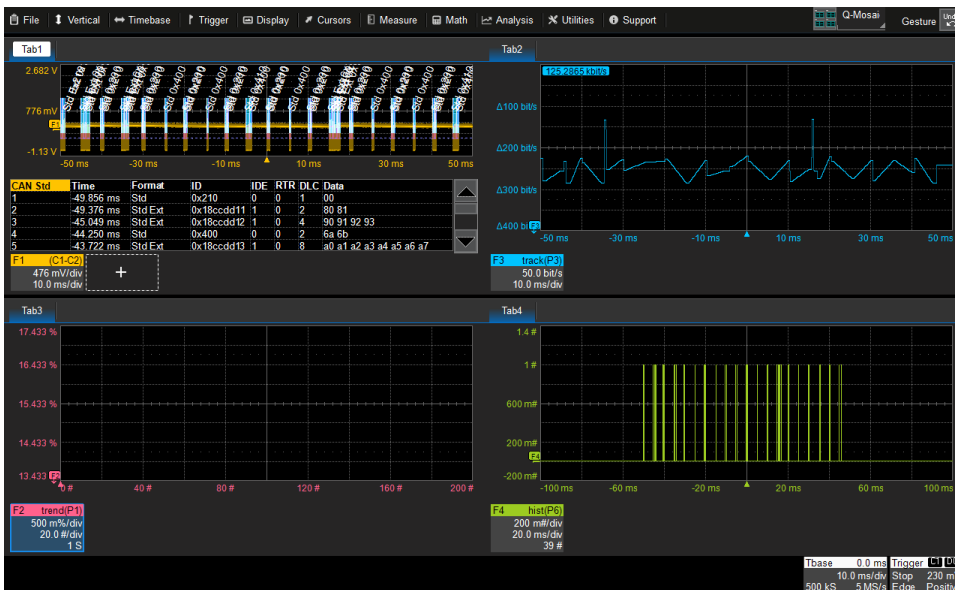 File Vertical Timebase Trigger Display Cursors Measure Math Analysis Utilities Support Q-Mosai Gesture Und
Tab1
2.682 V
776 mV
F1
-1.13 V
-50 ms -30 ms -10 ms 10 ms 30 ms 50 ms
CAN Std Time Format ID IDE RTR DLC Data
1 -49.856 ms Std 0x210 0 0 1 00
2 -49.376 ms Std Ext 0x18ccdd11 1 0 2 80 81
3 -45.049 ms Std Ext 0x18ccdd12 1 0 4 90 91 92 93
4 -44.250 ms Std 0x400 0 0 2 6a 6b
5 -43.722 ms Std Ext 0x18ccdd13 1 0 8 a0 a1 a2 a3 a4 a5 a6 a7
F1 (C1-C2)
476 mV/div
10.0 ms/div
+
Tab2
125.2865 kbit/s
Δ100 bit/s
Δ200 bit/s
Δ300 bit/s
Δ400 bi F3
-50 ms -30 ms -10 ms 10 ms 30 ms 50 ms
F3 track(P3)
50.0 bit/s
10.0 ms/div
Tab3
17.433 %
16.433 %
15.433 %
14.433 %
13.433 F2
0 # 40 # 80 # 120 # 160 # 200 #
F2 trend(P1)
500 m%/div
20.0 #/div
1 S
Tab4
1.4 #
1 #
600 m#
200 m#
F4
-200 m#
-100 ms -60 ms -20 ms 20 ms 60 ms 100 ms
F4 hist(P6)
200 m#/div
20.0 ms/div
39 #
Tbase 0.0 ms
10.0 ms/div
500 kS 5 MS/s
Trigger C1
Stop 230 m
Edge Positiv